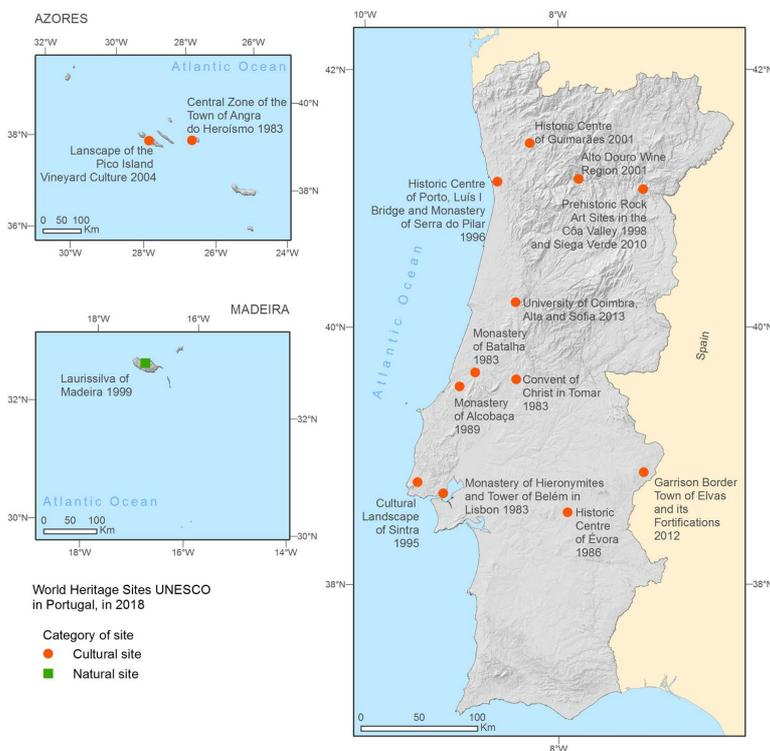 AZORES
32°W
30°W
28°W
26°W
Atlantic Ocean
Central Zone of the
Town of Angra
do Heroísmo 1983
40°N
38°N
Lanscape of the
Pico Island
Vineyard Culture 2004
38°N
36°N
0 50 100
Km
30°W
28°W
26°W
24°W
MADEIRA
18°W
16°W
Laurissilva of
Madeira 1999
32°N
32°N
Atlantic Ocean
30°N
0 50 100
Km
30°N
18°W
16°W
14°W
World Heritage Sites UNESCO
in Portugal, in 2018
Category of site
Cultural site
Natural site
10°W
8°W
42°N
42°N
Historic Centre
of Guimarães 2001
Alto Douro Wine
Region 2001
Historic Centre
of Porto, Luís I
Bridge and Monastery
of Serra do Pilar
1996
Prehistoric Rock
Art Sites in the
Côa Valley 1998
and Siega Verde 2010
Atlantic Ocean
University of Coimbra,
Alta and Sofia 2013
40°N
40°N
Spain
Monastery
of Batalha
1983
Convent of
Christ in Tomar
1983
Monastery
of Alcobaça
1989
Monastery of Hieronymites
and Tower of Belém in
Lisbon 1983
Garrison Border
Town of Elvas
and its
Fortifications
2012
Cultural
Landscape
of Sintra
1995
Historic
Centre
of Évora
1986
38°N
38°N
0 50 100
Km
8°W